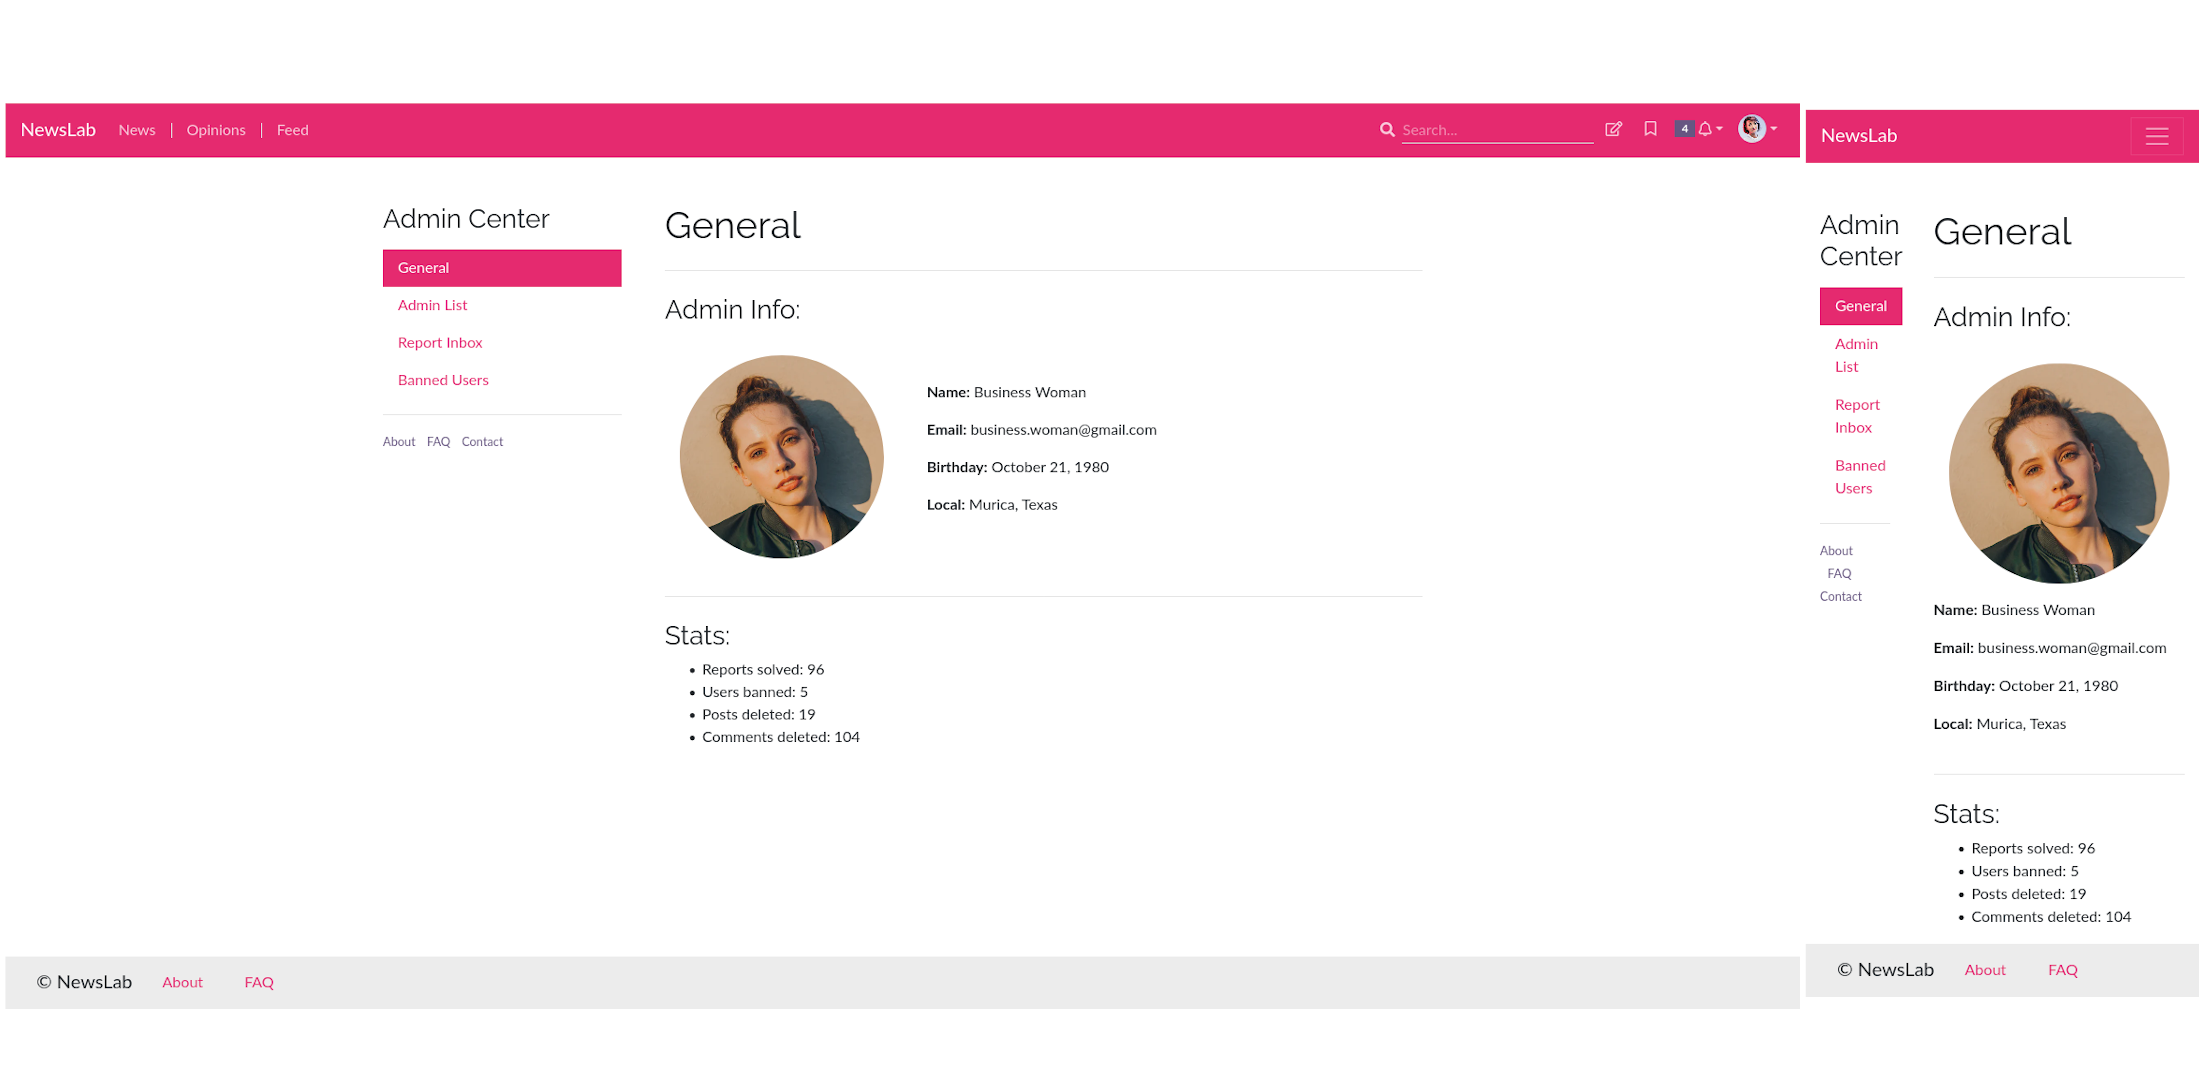 NewsLab News | Opinions | Feed Search... 4
Admin Center
General
Admin List
Report Inbox
Banned Users
About FAQ Contact
General
Admin Info:
Name: Business Woman
Email: business.woman@gmail.com
Birthday: October 21, 1980
Local: Murica, Texas
Stats:
• Reports solved: 96
• Users banned: 5
• Posts deleted: 19
• Comments deleted: 104
© NewsLab About FAQ
NewsLab
Admin
Center
General
Admin
List
Report
Inbox
Banned
Users
About
FAQ
Contact
General
Admin Info:
Name: Business Woman
Email: business.woman@gmail.com
Birthday: October 21, 1980
Local: Murica, Texas
Stats:
• Reports solved: 96
• Users banned: 5
• Posts deleted: 19
• Comments deleted: 104
© NewsLab About FAQ